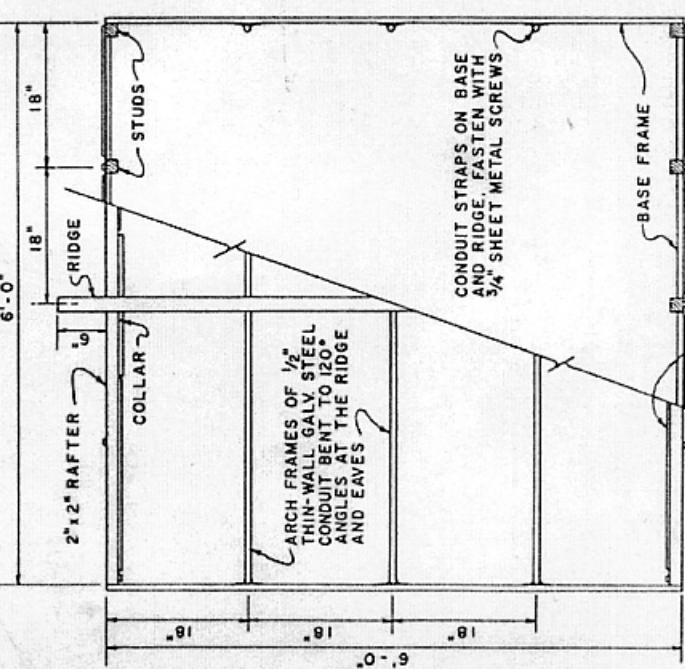 6'-0"
18"
18"
STUDS
RIDGE
6"
2"x2" RAFTER
COLLAR
ARCH FRAMES OF 1/2"
THIN-WALL GALV. STEEL
CONDUIT BENT TO 120°
ANGLES AT THE RIDGE
AND EAVES
CONDUIT STRAPS ON BASE
AND RIDGE, FASTEN WITH
3/4" SHEET METAL SCREWS
BASE FRAME
18"
18"
18"
6'-0"